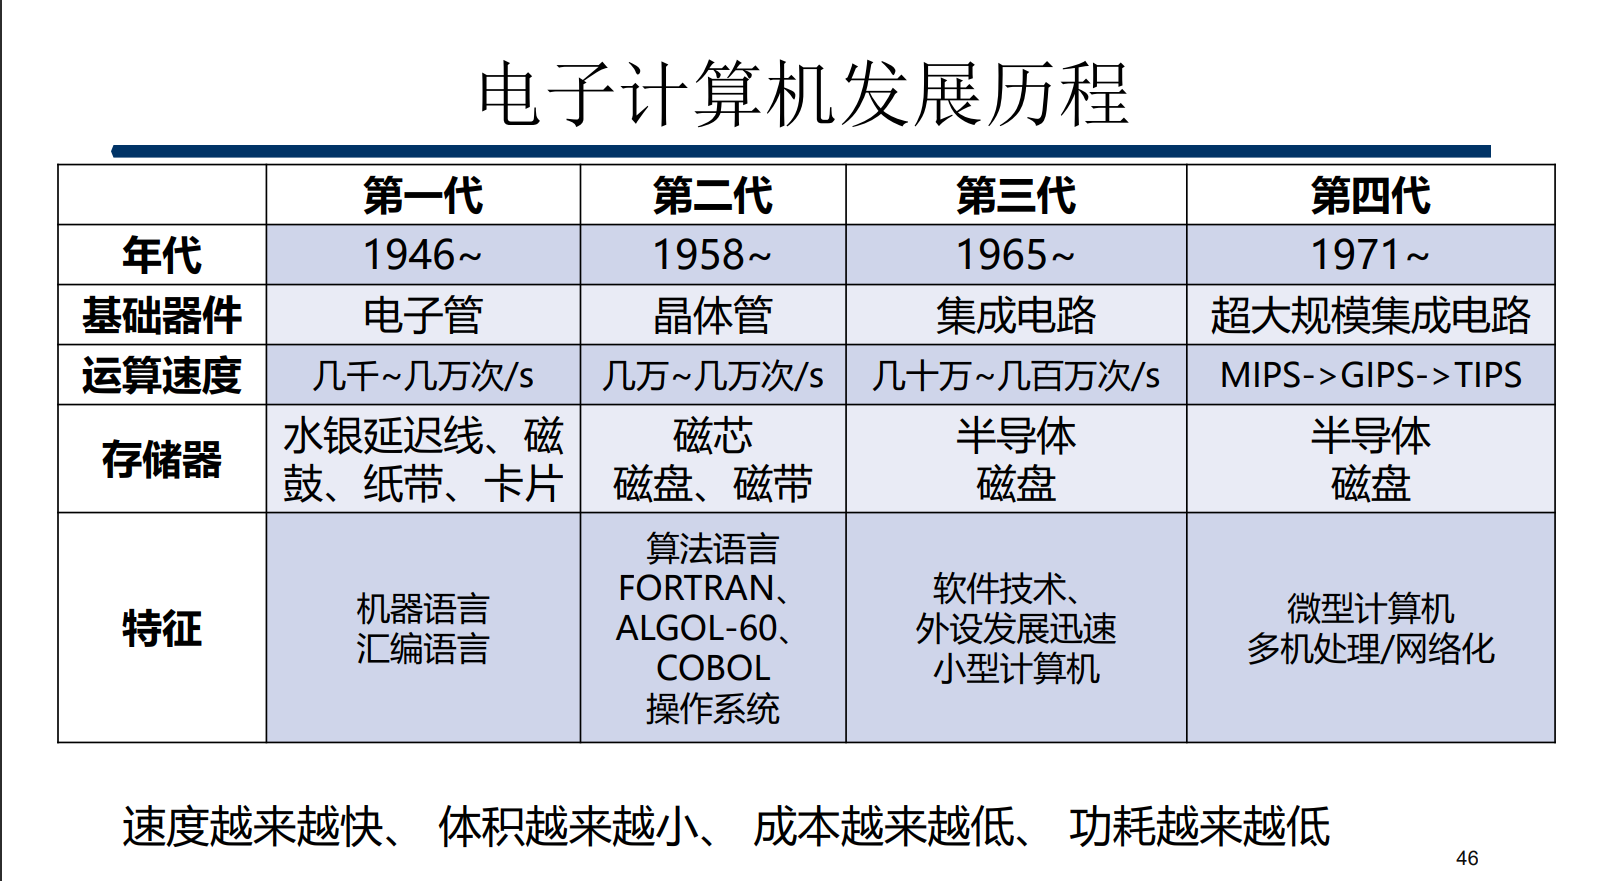 电子计算机发展历程
第一代 第二代 第三代 第四代
年代 1946~ 1958~ 1965~ 1971~
基础器件 电子管 晶体管 集成电路 超大规模集成电路
运算速度 几千~几万次/s 几万~几万次/s 几十万~几百万次/s MIPS->GIPS->TIPS
存储器
水银延迟线、磁
鼓、纸带、卡片
磁芯
磁盘、磁带
半导体
磁盘
半导体
磁盘
特征
机器语言
汇编语言
算法语言
FORTRAN、
ALGOL-60、
COBOL
操作系统
软件技术、
外设发展迅速
小型计算机
微型计算机
多机处理/网络化
速度越来越快、 体积越来越小、 成本越来越低、 功耗越来越低
46